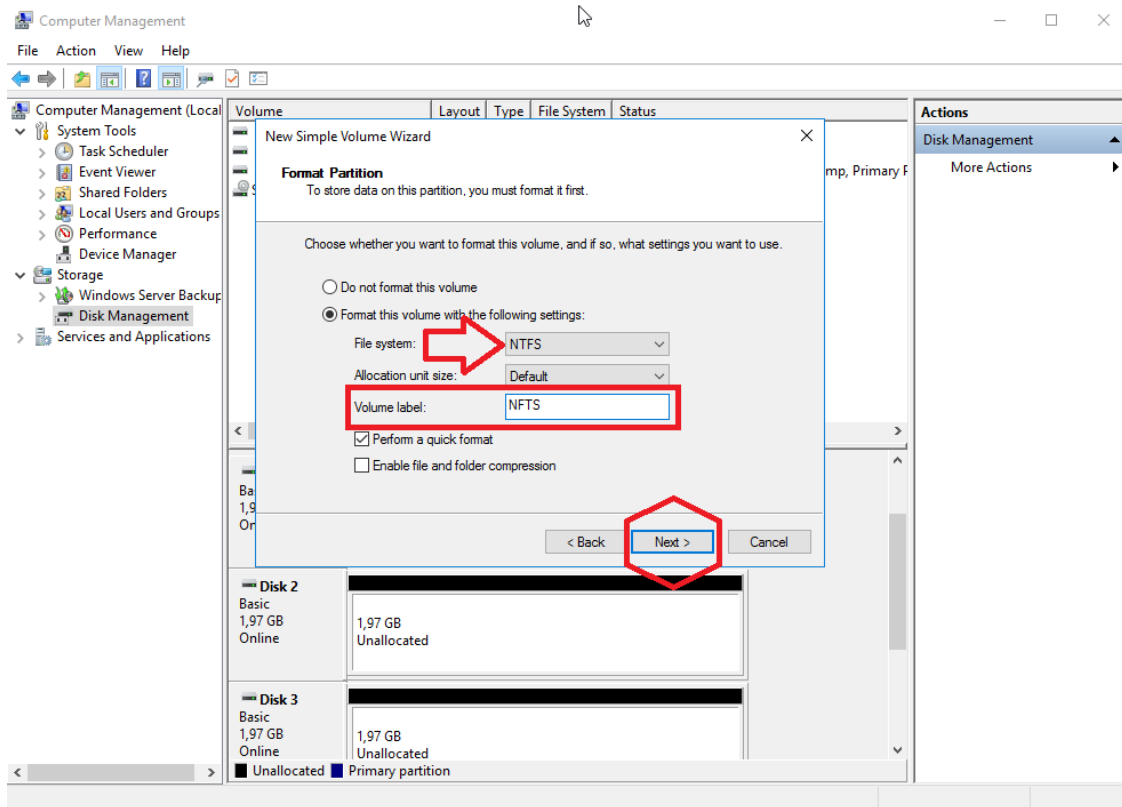 Computer Management
File Action View Help
Computer Management (Local
System Tools
Task Scheduler
Event Viewer
Shared Folders
Local Users and Groups
Performance
Device Manager
Storage
Windows Server Backup
Disk Management
Services and Applications
Volume Layout Type File System Status
mp, Primary P
New Simple Volume Wizard
Format Partition
To store data on this partition, you must format it first.
Choose whether you want to format this volume, and if so, what settings you want to use.
Do not format this volume
Format this volume with the following settings:
File system: NTFS
Allocation unit size: Default
Volume label: NFTS
Perform a quick format
Enable file and folder compression
< Back Next > Cancel
Ba
1,9
On
Disk 2
Basic
1,97 GB
Online
1,97 GB
Unallocated
Disk 3
Basic
1,97 GB
Online
1,97 GB
Unallocated
Unallocated Primary partition
Actions
Disk Management
More Actions